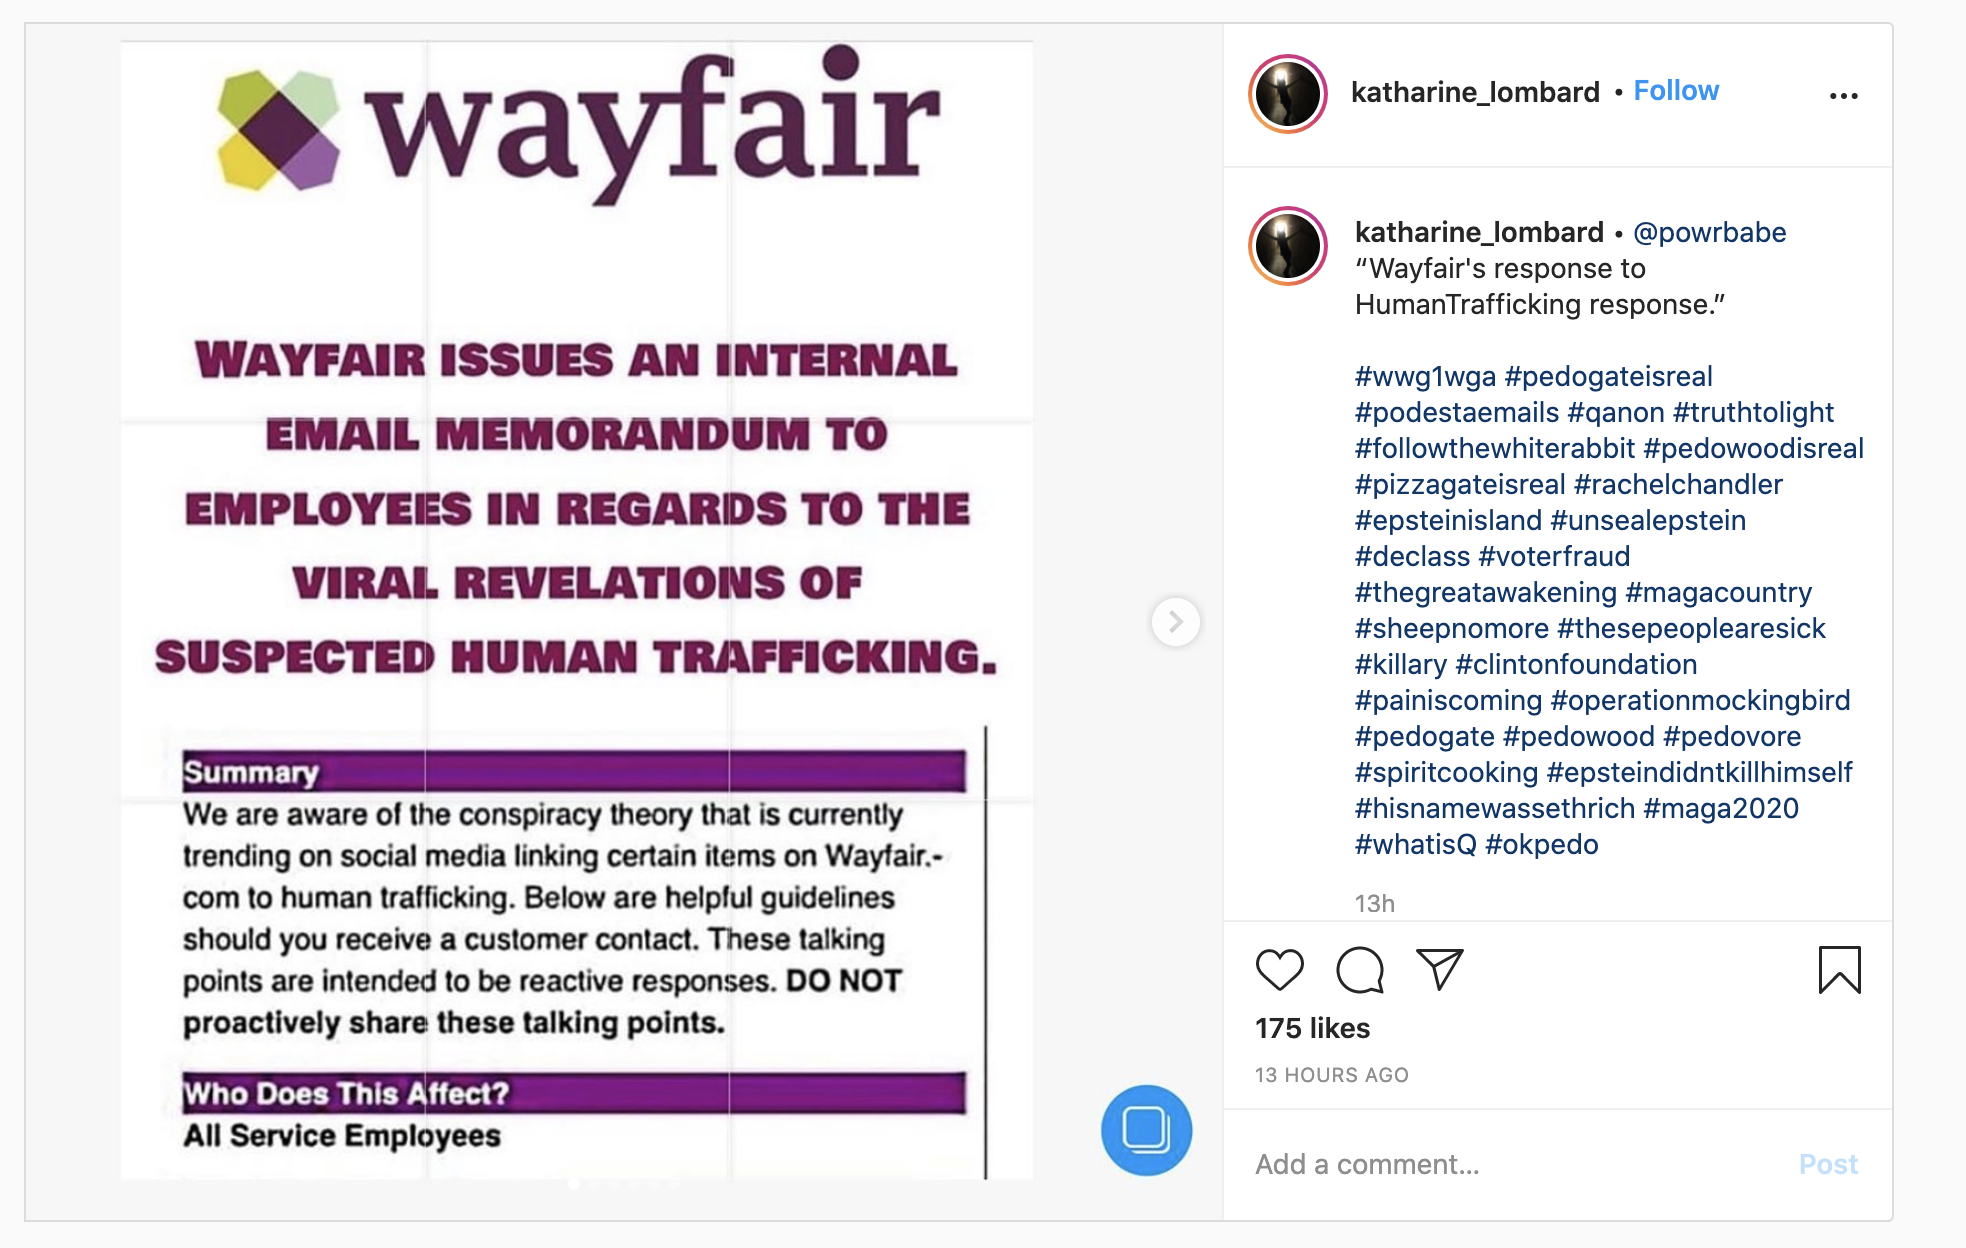 wayfair
WAYFAIR ISSUES AN INTERNAL
EMAIL MEMORANDUM TO
EMPLOYEES IN REGARDS TO THE
VIRAL REVELATIONS OF
SUSPECTED HUMAN TRAFFICKING.
Summary
We are aware of the conspiracy theory that is currently
trending on social media linking certain items on Wayfair.-
com to human trafficking. Below are helpful guidelines
should you receive a customer contact. These talking
points are intended to be reactive responses. DO NOT
proactively share these talking points.
Who Does This Affect?
All Service Employees
katharine_lombard • Follow
katharine_lombard • @powrbabe
“Wayfair's response to
HumanTrafficking response.”
#wwg1wga #pedogateisreal
#podestaemails #qanon #truthtolight
#followthewhiterabbit #pedowoodisreal
#pizzagateisreal #rachelchandler
#epsteinisland #unsealepstein
#declass #voterfraud
#thegreatawakening #magacountry
#sheepnomore #thesepeoplearesick
#killary #clintonfoundation
#painiscoming #operationmockingbird
#pedogate #pedowood #pedovore
#spiritcooking #epsteindidntkillhimself
#hisnamewassethrich #maga2020
#whatisQ #okpedo
13h
175 likes
13 HOURS AGO
Add a comment... Post